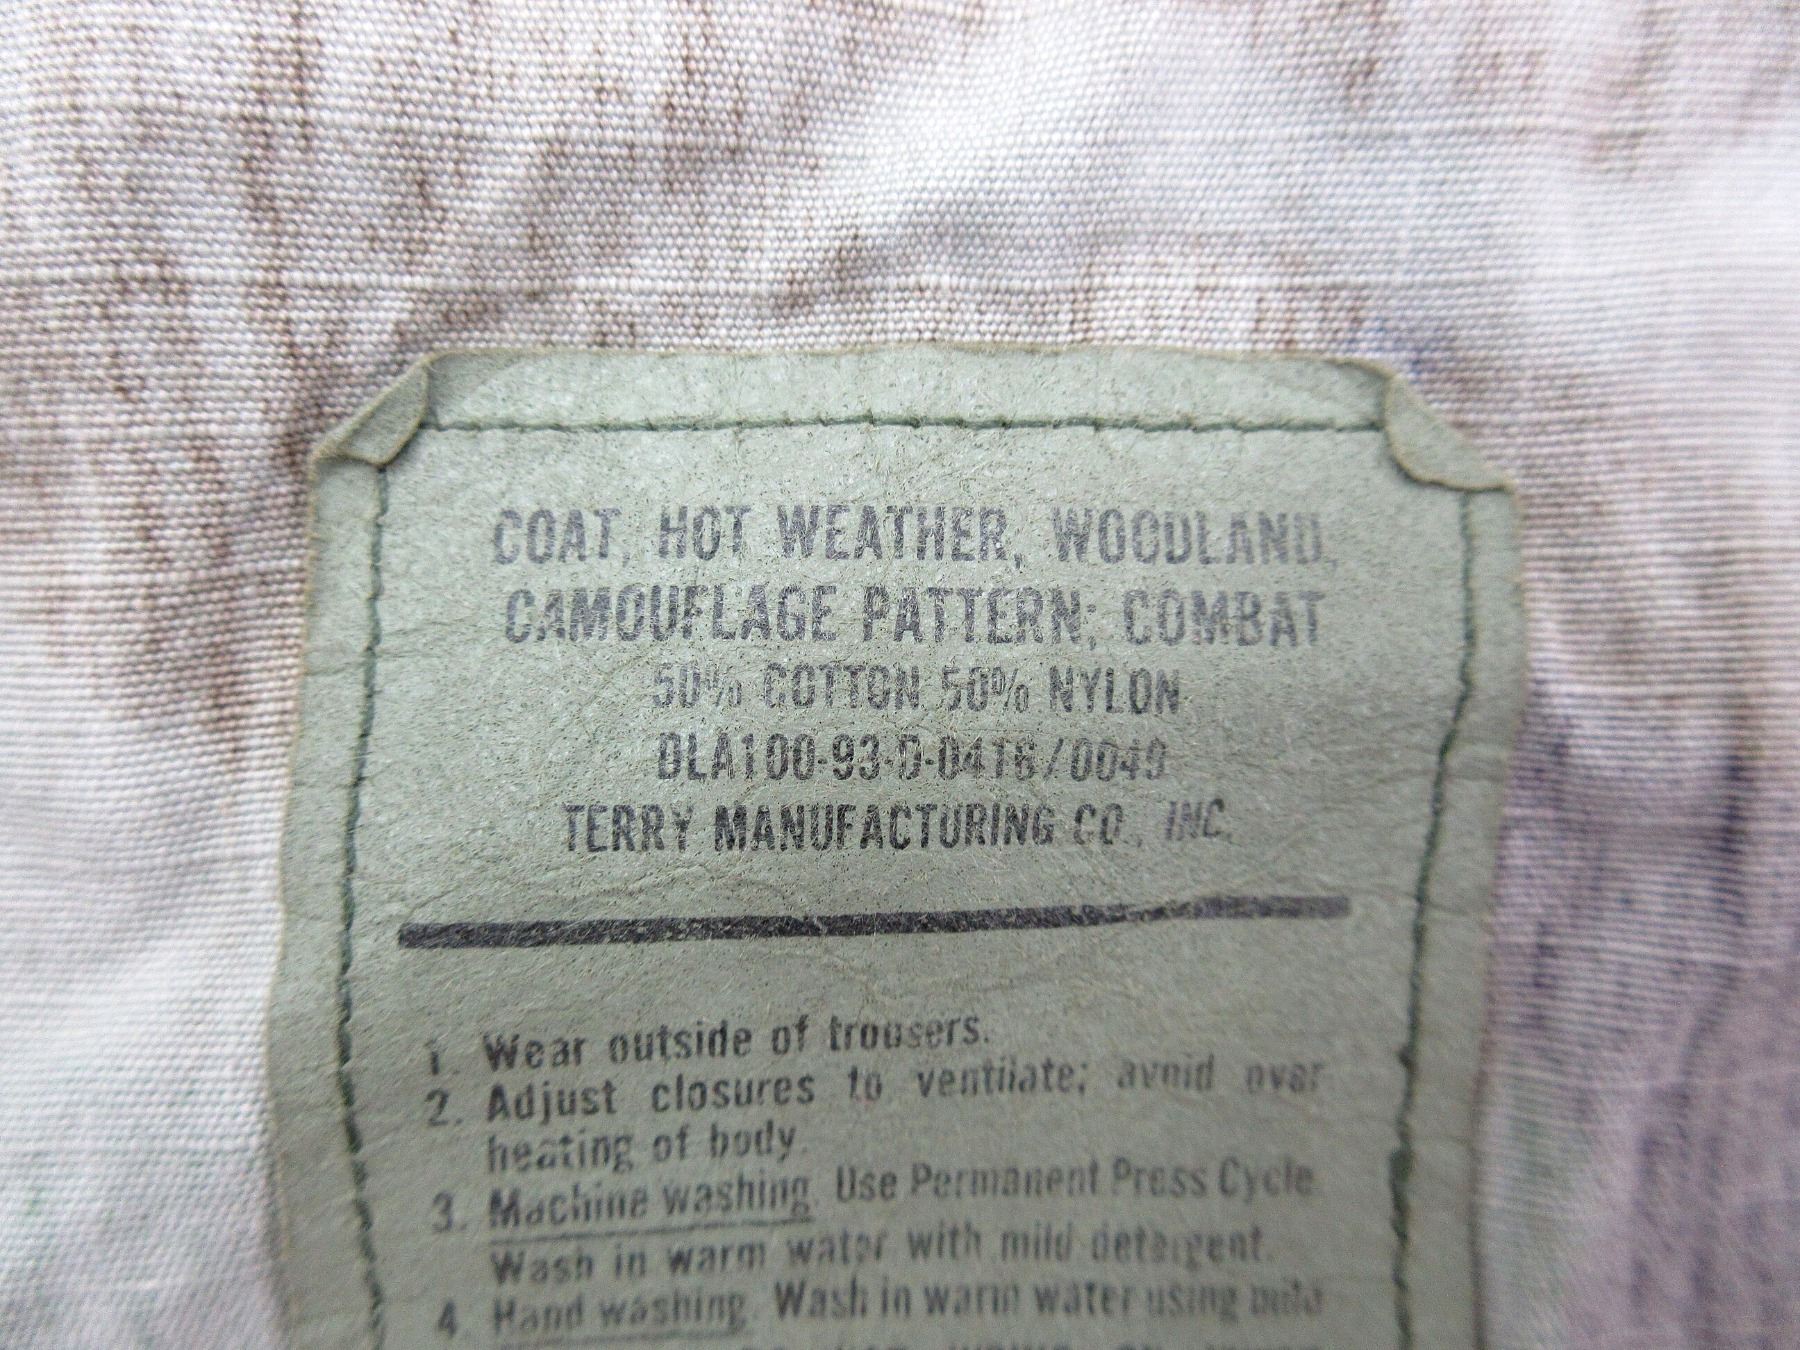 COAT, HOT WEATHER, WOODLAND,
CAMOUFLAGE PATTERN; COMBAT
50% COTTON 50% NYLON
DLA100-93-D-0416/0049
TERRY MANUFACTURING CO., INC.
1. Wear outside of trousers.
2. Adjust closures to ventilate; avoid over
heating of body.
3. Machine washing. Use Permanent Press Cycle
Wash in warm water with mild detergent.
4. Hand washing. Wash in warm water using mild